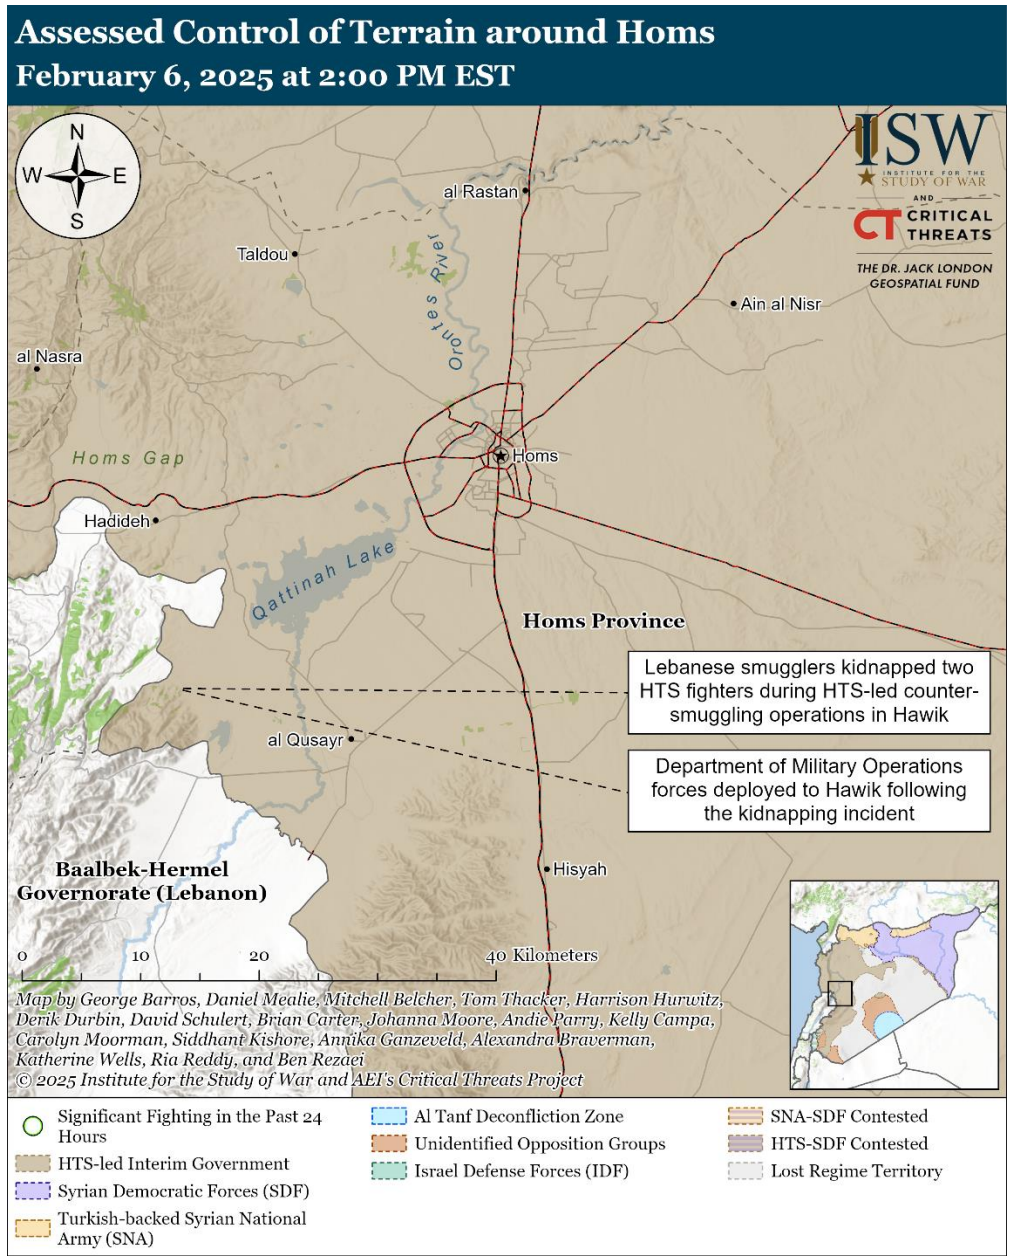 Assessed Control of Terrain around Homs
February 6, 2025 at 2:00 PM EST
N
W
E
S
ISW
INSTITUTE FOR THE
STUDY OF WAR
AND
CT CRITICAL
THREATS
THE DR. JACK LONDON
GEOSPATIAL FUND
al Rastan
Taldou
Orontes River
Ain al Nisr
al Nasra
Homs Gap
Homs
Hadideh
Qattinah Lake
Homs Province
Lebanese smugglers kidnapped two
HTS fighters during HTS-led counter-
smuggling operations in Hawik
al Qusayr
Department of Military Operations
forces deployed to Hawik following
the kidnapping incident
Baalbek-Hermel
Governorate (Lebanon)
Hisyah
0 10 20 40 Kilometers
Map by George Barros, Daniel Mealie, Mitchell Belcher, Tom Thacker, Harrison Hurwitz,
Derik Durbin, David Schulert, Brian Carter, Johanna Moore, Andie Parry, Kelly Campa,
Carolyn Moorman, Siddhant Kishore, Annika Ganzeveld, Alexandra Braverman,
Katherine Wells, Ria Reddy, and Ben Rezaei
© 2025 Institute for the Study of War and AEI's Critical Threats Project
Significant Fighting in the Past 24
Hours
HTS-led Interim Government
Syrian Democratic Forces (SDF)
Turkish-backed Syrian National
Army (SNA)
Al Tanf Deconfliction Zone
Unidentified Opposition Groups
Israel Defense Forces (IDF)
SNA-SDF Contested
HTS-SDF Contested
Lost Regime Territory